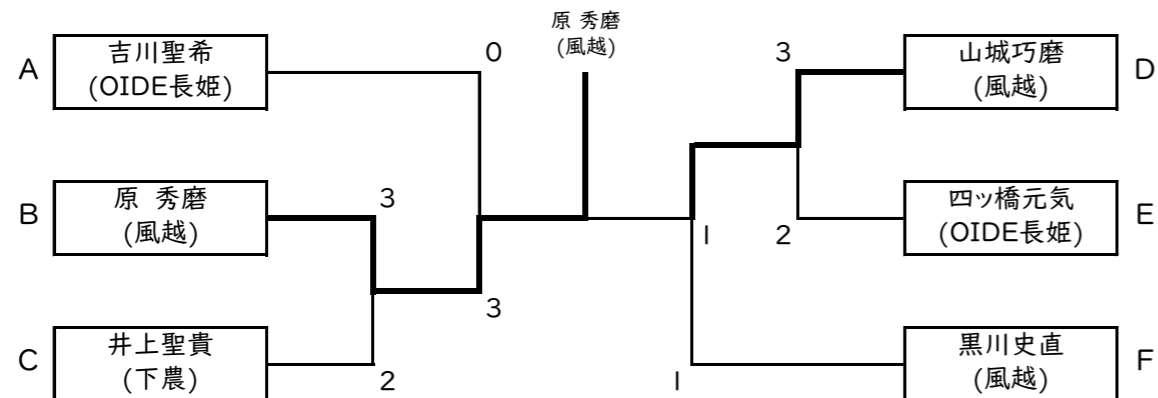 原 秀磨
(風越)
A
吉川聖希
(OIDE長姫)
0
3
山城巧磨
(風越)
D
B
原 秀磨
(風越)
3
1
2
四ッ橋元気
(OIDE長姫)
E
3
C
井上聖貴
(下農)
2
1
黒川史直
(風越)
F